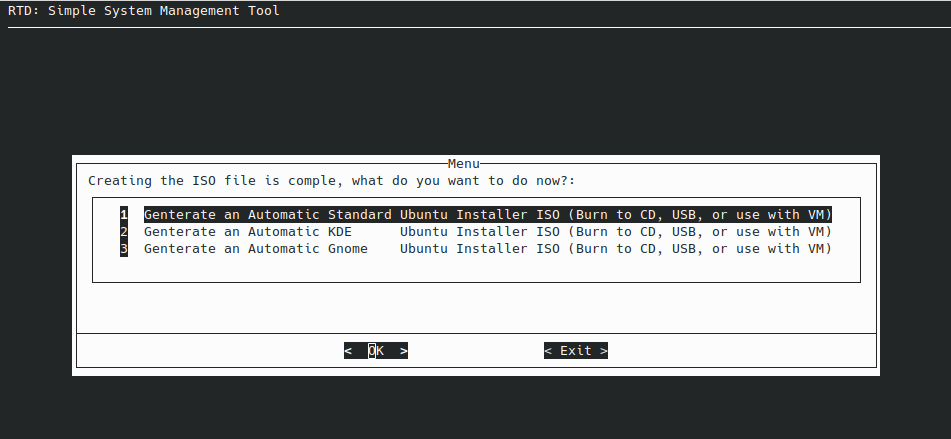 RTD: Simple System Management Tool
Menu
Creating the ISO file is comple, what do you want to do now?:
1 Genterate an Automatic Standard Ubuntu Installer ISO (Burn to CD, USB, or use with VM)
2 Genterate an Automatic KDE      Ubuntu Installer ISO (Burn to CD, USB, or use with VM)
3 Genterate an Automatic Gnome    Ubuntu Installer ISO (Burn to CD, USB, or use with VM)
<  OK  > < Exit >